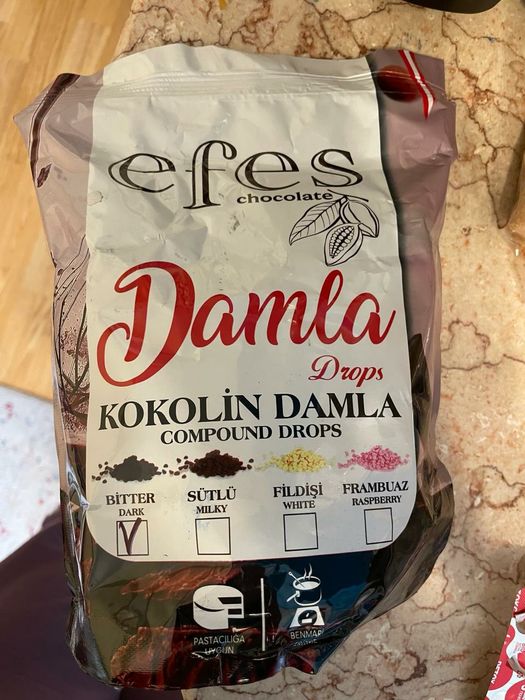 efes
chocolate
Damla
Drops
KOKOLİN DAMLA
COMPOUND DROPS
BİTTER SÜTLÜ FİLDİŞİ FRAMBUAZ
DARK MILKY WHITE RASPBERRY
PASTACILIĞA BENMARİ
UYGUN